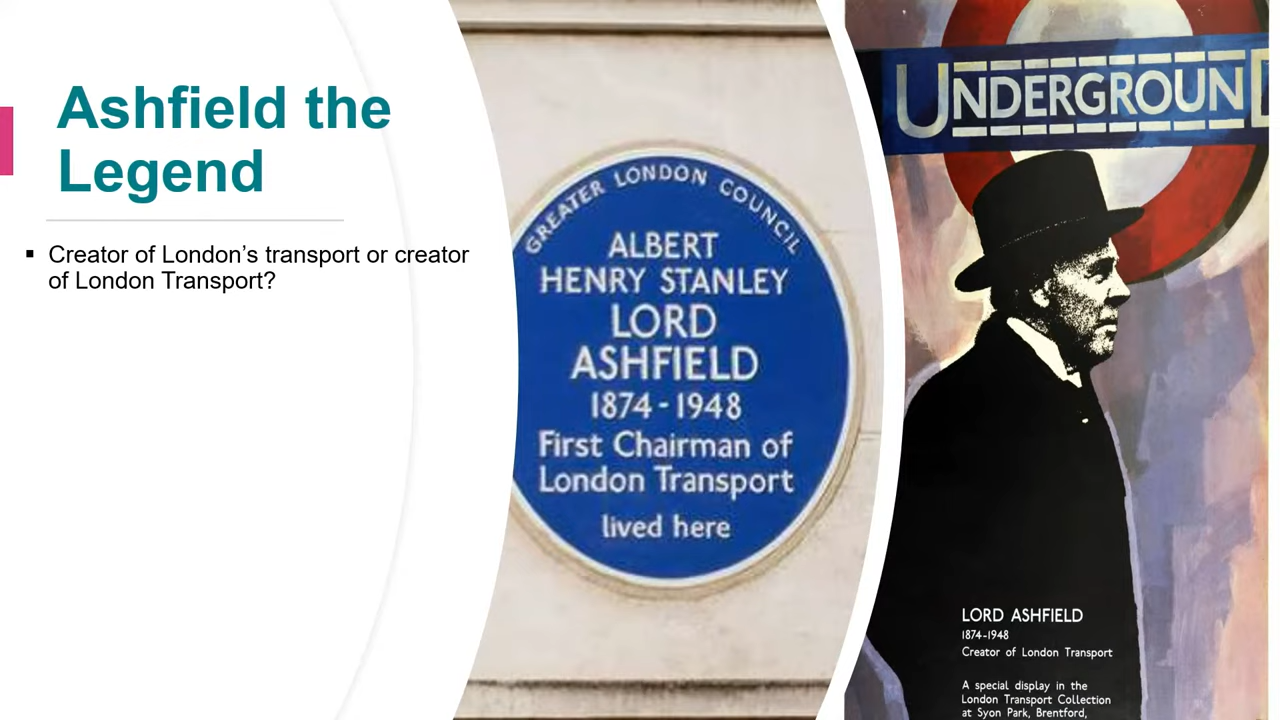 Ashfield the
Legend
▪ Creator of London’s transport or creator
of London Transport?
GREATER LONDON COUNCIL
ALBERT
HENRY STANLEY
LORD
ASHFIELD
1874-1948
First Chairman of
London Transport
lived here
UNDERGROUND
LORD ASHFIELD
1874-1948
Creator of London Transport
A special display in the
London Transport Collection
at Syon Park, Brentford,